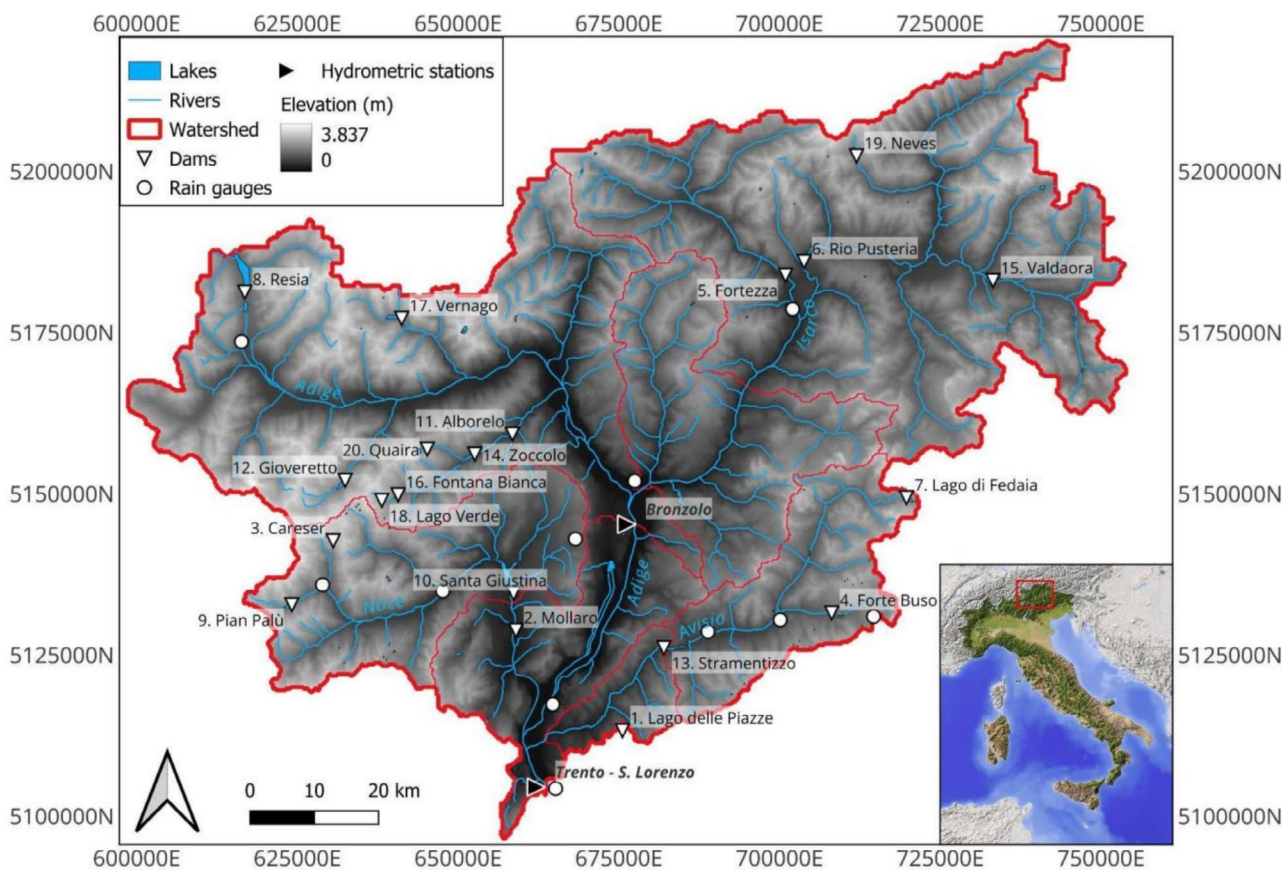 600000E 625000E 650000E 675000E 700000E 725000E 750000E
Lakes
Rivers
Watershed
Dams
Rain gauges
Hydrometric stations
Elevation (m)
3.837
0
19. Neves
5200000N 5200000N
6. Rio Pusteria
8. Resia
5. Fortezza
15. Valdaora
17. Vernago
Isarco
5175000N 5175000N
Adige
11. Alborelo
20. Quaira
14. Zoccolo
12. Gioveretto
16. Fontana Bianca
7. Lago di Fedaia
5150000N 5150000N
18. Lago Verde
Bronzolo
3. Careser
10. Santa Giustina
Adige
Noce
4. Forte Buso
9. Pian Palù
2. Mollaro
Avisio
5125000N 5125000N
13. Stramentizzo
1. Lago delle Piazze
Trento - S. Lorenzo
0 10 20 km
5100000N 5100000N
600000E 625000E 650000E 675000E 700000E 725000E 750000E